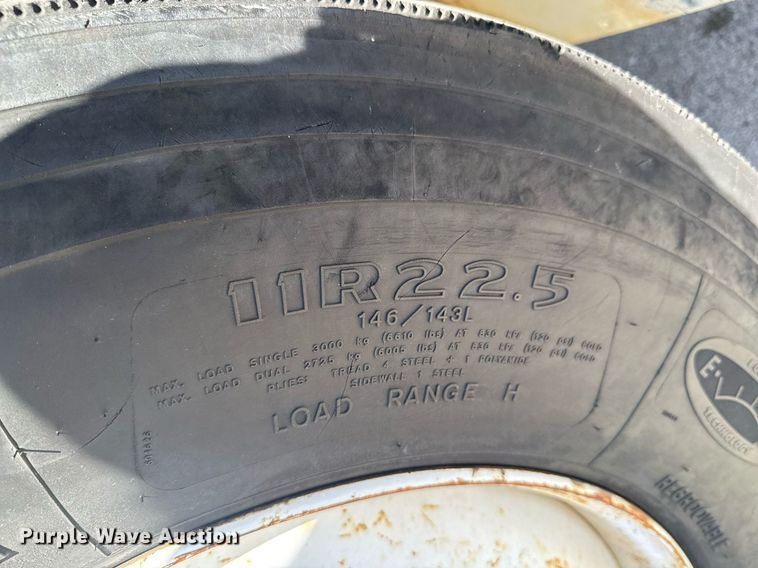 11R22.5
146/143L
MAX. LOAD SINGLE 3000 kg (6610 lbs) AT 830 kPa (120 psi) COLD
MAX. LOAD DUAL 2725 kg (6005 lbs) AT 830 kPa (120 psi) COLD
PLIES: TREAD 4 STEEL + 1 POLYAMIDE
SIDEWALL 1 STEEL
LOAD RANGE H
TECHNOLOGY
REGROOVABLE
Purple Wave Auction®